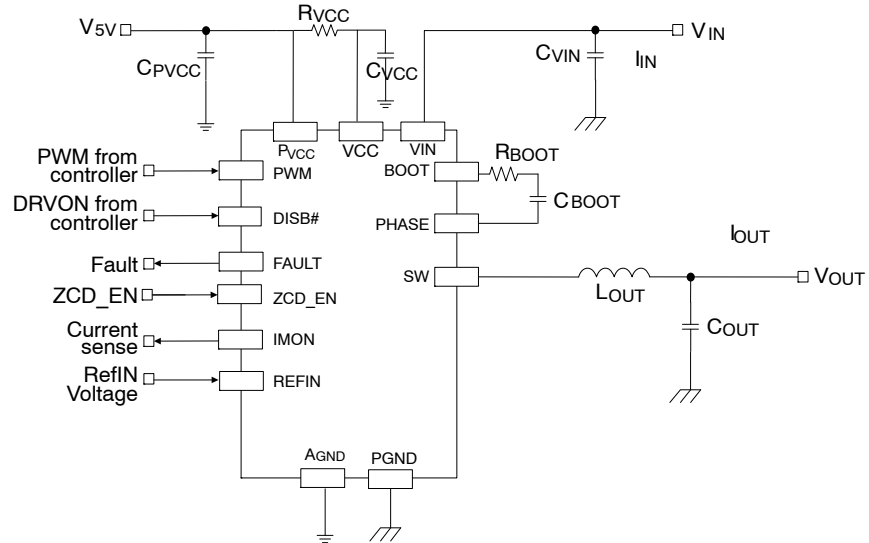 V5V
RVCC
VIN
CPVCC
CVCC
CVIN
IIN
PVCC
VCC
VIN
PWM from
controller
PWM
BOOT
RBOOT
CBOOT
DRVON from
controller
DISB#
PHASE
Fault
FAULT
IOUT
SW
VOUT
ZCD_EN
ZCD_EN
LOUT
COUT
Current
sense
IMON
RefIN
Voltage
REFIN
AGND
PGND